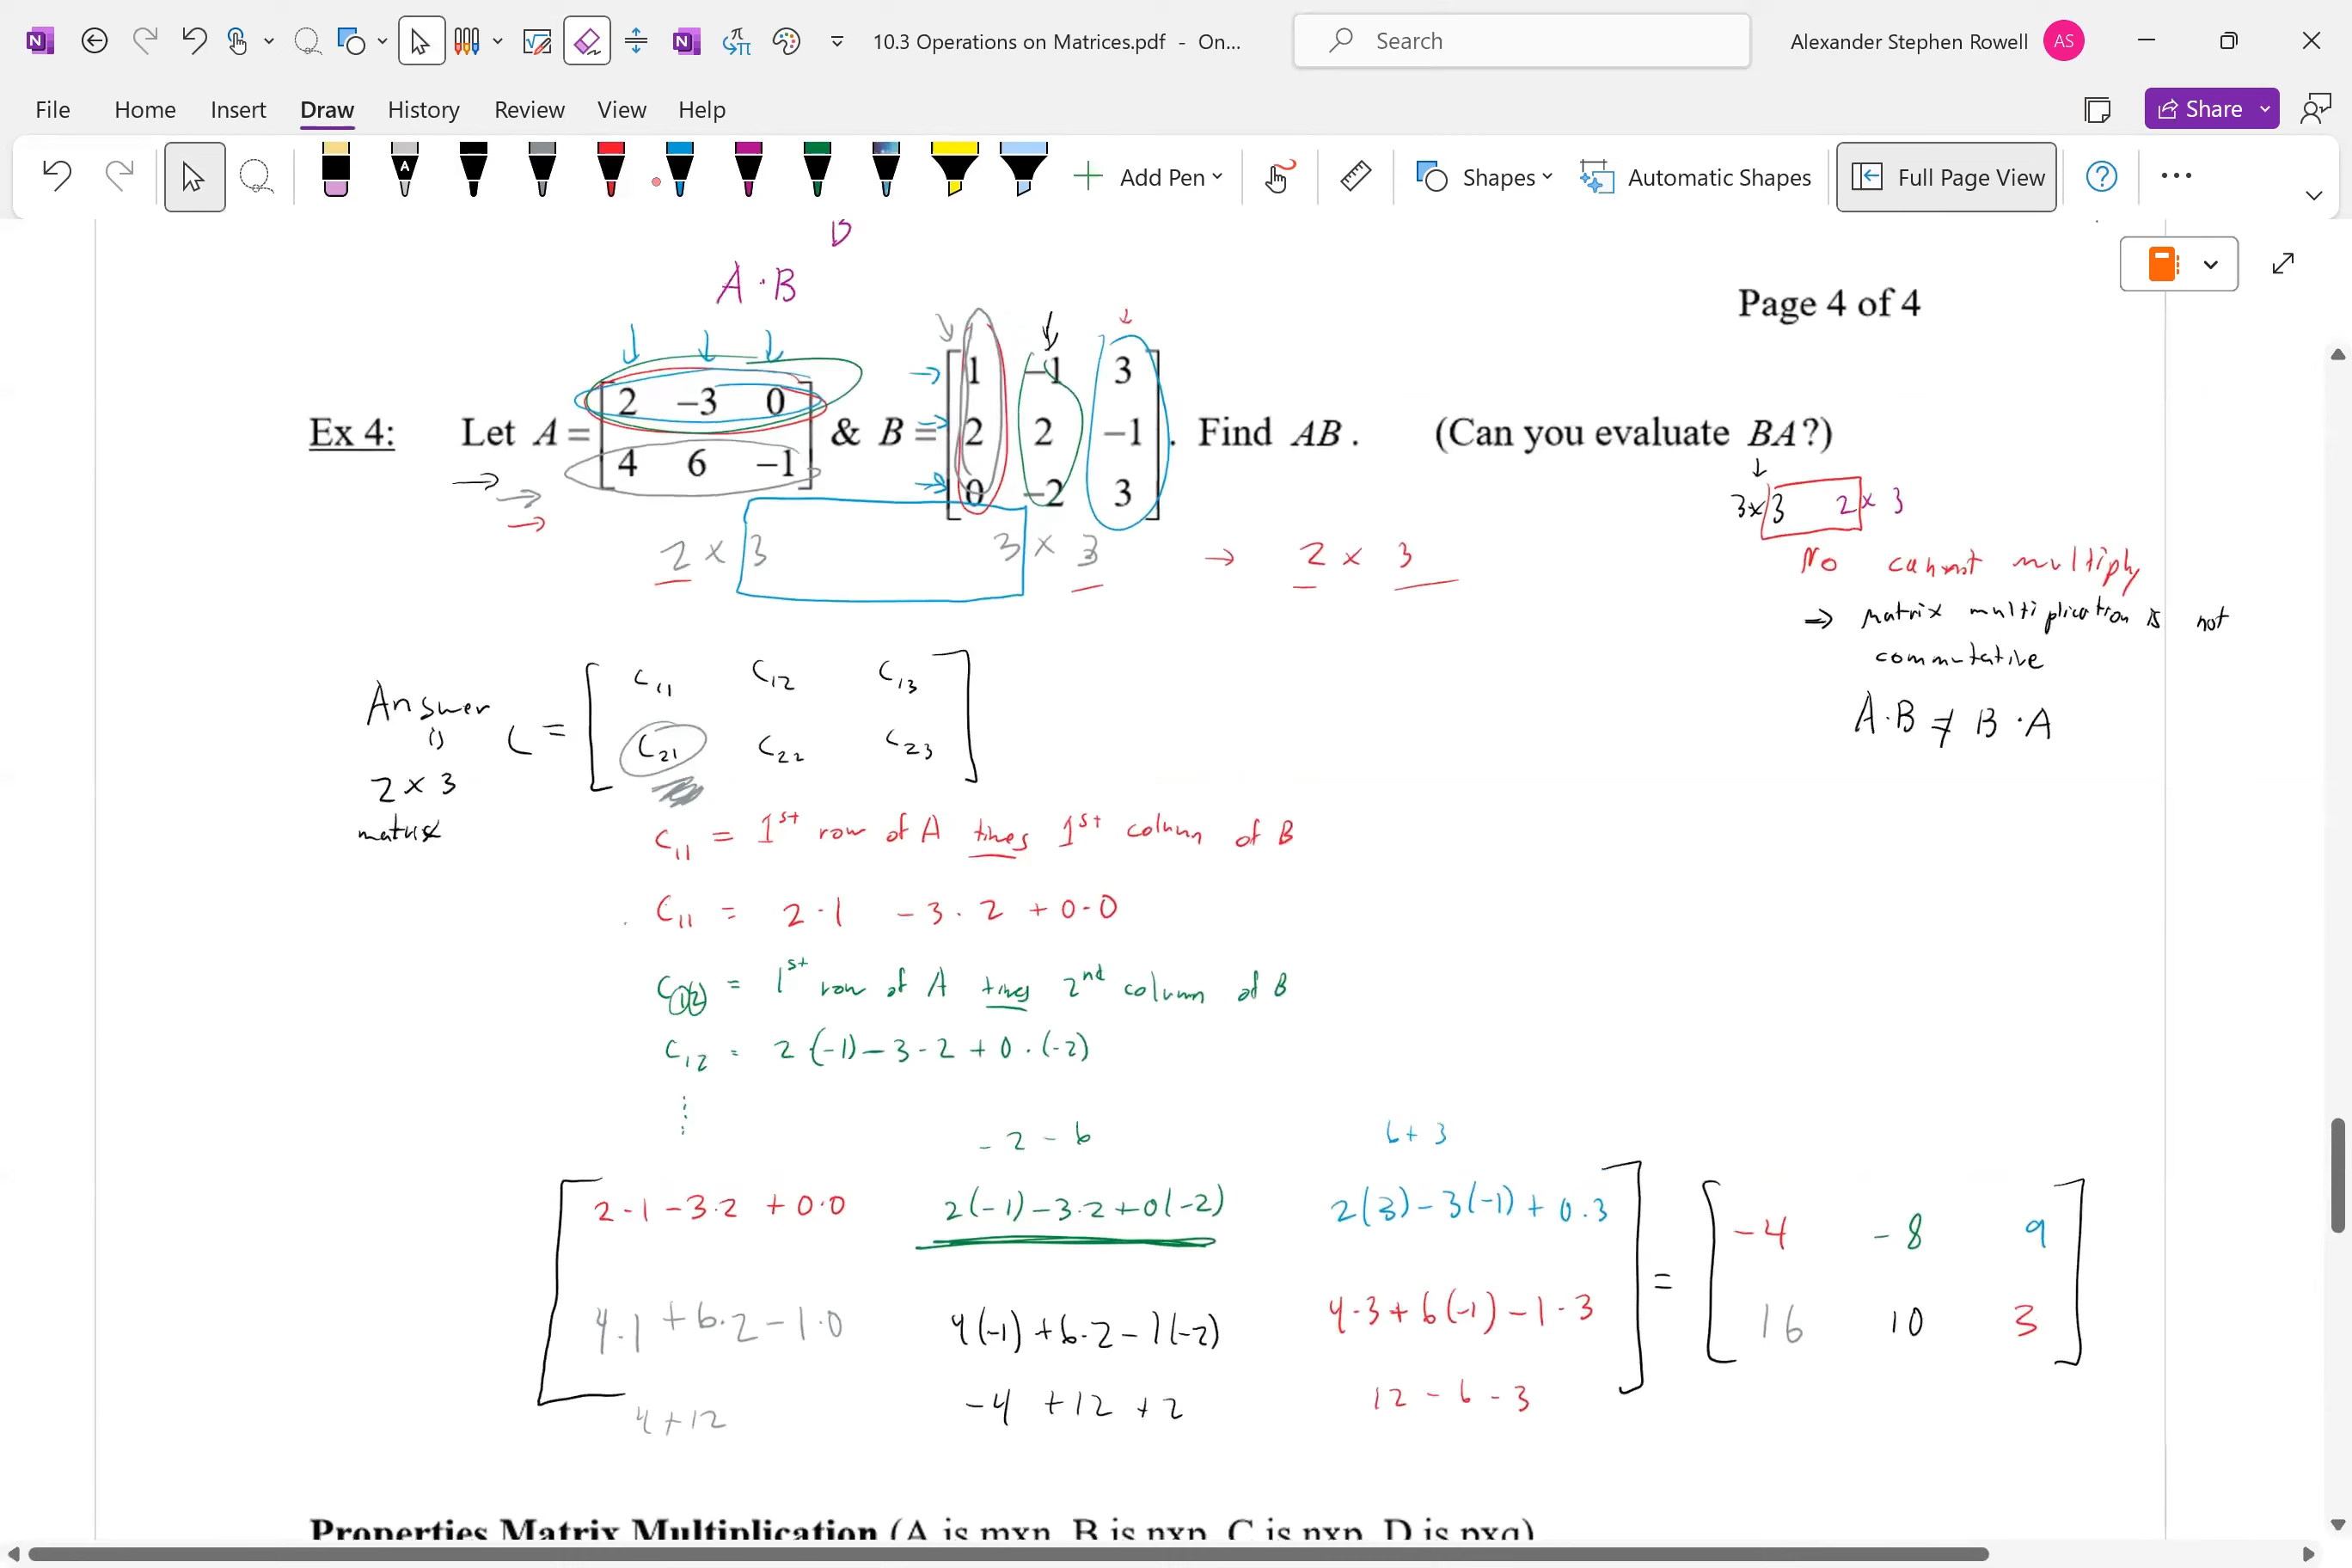 10.3 Operations on Matrices.pdf - On...
Search
Alexander Stephen Rowell AS
File Home Insert Draw History Review View Help
Share
A
Add Pen
Shapes
Automatic Shapes
Full Page View
?
A · B
Page 4 of 4
Ex 4: Let A = [2 −3 0
4 6 −1] & B = [1 −1 3
2 2 −1
0 −2 3]. Find AB. (Can you evaluate BA?)
3×3 2×3
2 × 3 3 × 3 → 2 × 3
No cannot multiply
⇒ matrix multiplication is not
commutative
A·B ≠ B·A
Answer
is
2 × 3
matrix
C = [C11 C12 C13
C21 C22 C23]
C11 = 1st row of A times 1st column of B
C11 = 2·1 −3·2 +0·0
C12 = 1st row of A times 2nd column of B
C12 = 2(−1)−3·2+0·(−2)
⋮
−2−6 6+3
[2·1−3·2+0·0 2(−1)−3·2+0(−2) 2(3)−3(−1)+0·3
4·1+6·2−1·0 4(−1)+6·2−1(−2) 4·3+6(−1)−1·3]
= [−4 −8 9
16 10 3]
4+12 −4+12+2 12−6−3
Properties Matrix Multiplication (A is mxn, B is nxp, C is nxp, D is pxq)